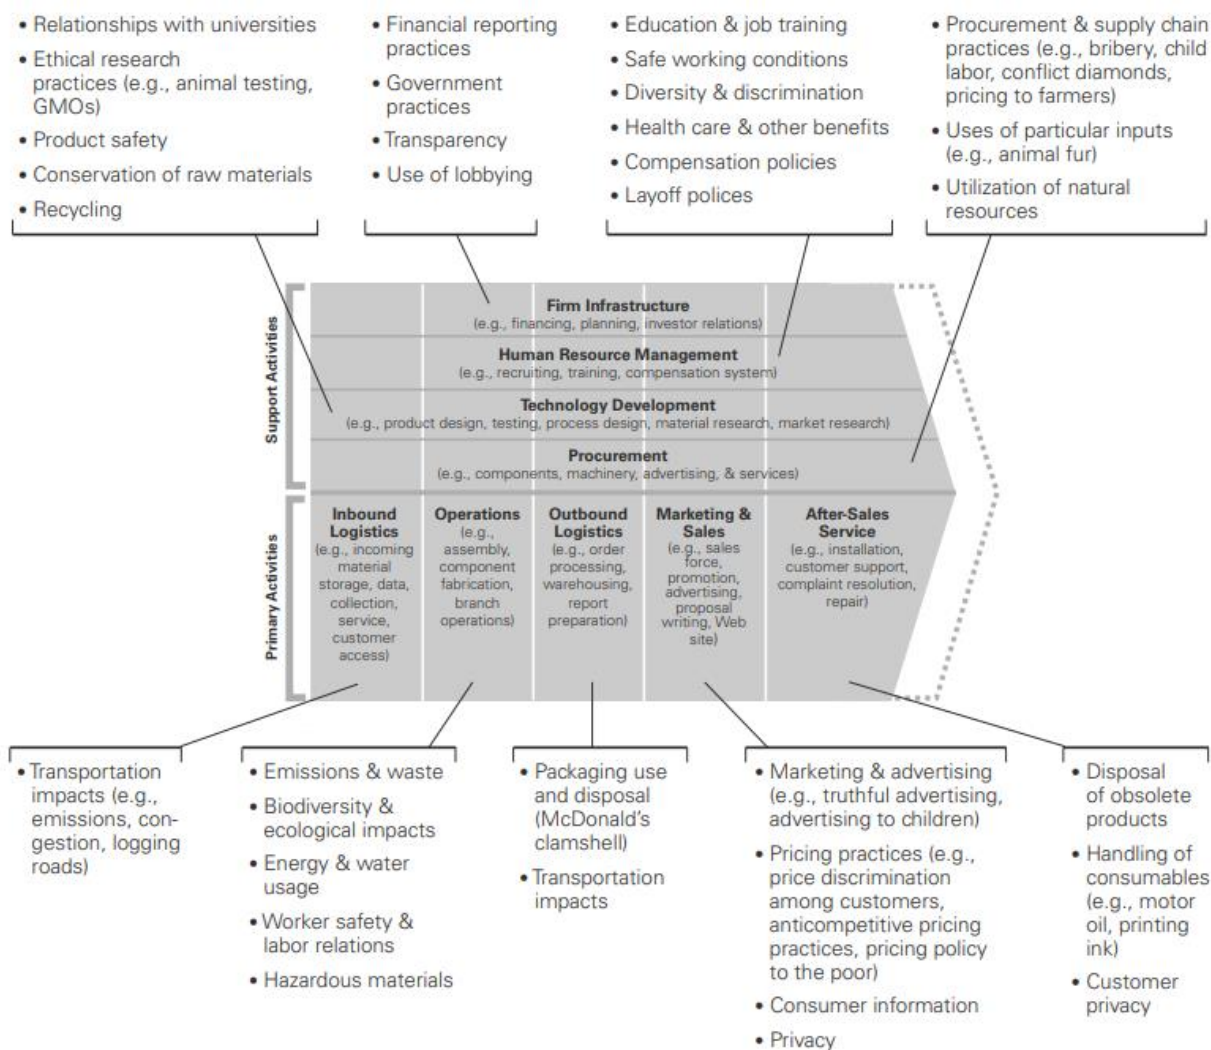 • Relationships with universities
• Ethical research
practices (e.g., animal testing,
GMOs)
• Product safety
• Conservation of raw materials
• Recycling
• Financial reporting
practices
• Government
practices
• Transparency
• Use of lobbying
• Education & job training
• Safe working conditions
• Diversity & discrimination
• Health care & other benefits
• Compensation policies
• Layoff polices
• Procurement & supply chain
practices (e.g., bribery, child
labor, conflict diamonds,
pricing to farmers)
• Uses of particular inputs
(e.g., animal fur)
• Utilization of natural
resources
Support Activities
Firm Infrastructure
(e.g., financing, planning, investor relations)
Human Resource Management
(e.g., recruiting, training, compensation system)
Technology Development
(e.g., product design, testing, process design, material research, market research)
Procurement
(e.g., components, machinery, advertising, & services)
Primary Activities
Inbound
Logistics
(e.g., incoming
material
storage, data,
collection,
service,
customer
access)
Operations
(e.g.,
assembly,
component
fabrication,
branch
operations)
Outbound
Logistics
(e.g., order
processing,
warehousing,
report
preparation)
Marketing &
Sales
(e.g., sales
force,
promotion,
advertising,
proposal
writing, Web
site)
After-Sales
Service
(e.g., installation,
customer support,
complaint resolution,
repair)
• Transportation
impacts (e.g.,
emissions, con-
gestion, logging
roads)
• Emissions & waste
• Biodiversity &
ecological impacts
• Energy & water
usage
• Worker safety &
labor relations
• Hazardous materials
• Packaging use
and disposal
(McDonald's
clamshell)
• Transportation
impacts
• Marketing & advertising
(e.g., truthful advertising,
advertising to children)
• Pricing practices (e.g.,
price discrimination
among customers,
anticompetitive pricing
practices, pricing policy
to the poor)
• Consumer information
• Privacy
• Disposal
of obsolete
products
• Handling of
consumables
(e.g., motor
oil, printing
ink)
• Customer
privacy